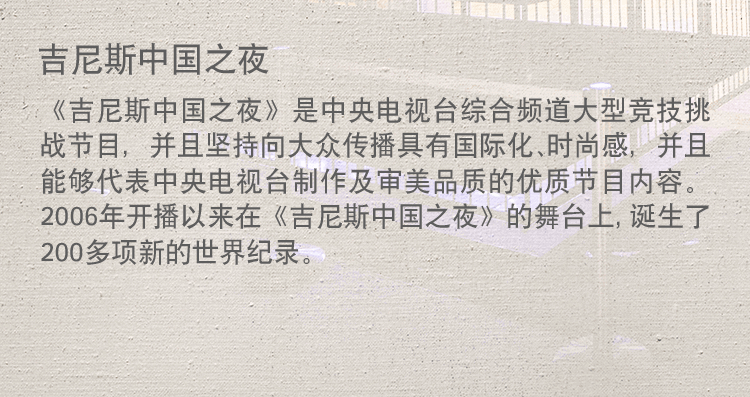 吉尼斯中国之夜
《吉尼斯中国之夜》是中央电视台综合频道大型竞技挑
战节目，并且坚持向大众传播具有国际化、时尚感，并且
能够代表中央电视台制作及审美品质的优质节目内容。
2006年开播以来在《吉尼斯中国之夜》的舞台上,诞生了
200多项新的世界纪录。